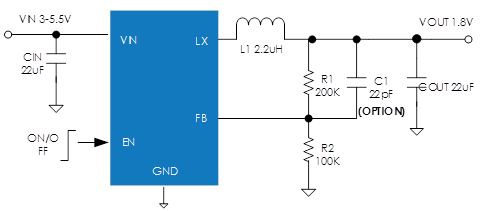 VIN 3-5.5V
VOUT 1.8V
VIN
LX
L1 2.2uH
CIN
22uF
R1
200K
C1
22pF
(OPTION)
COUT 22uF
FB
ON/O
FF
EN
R2
100K
GND